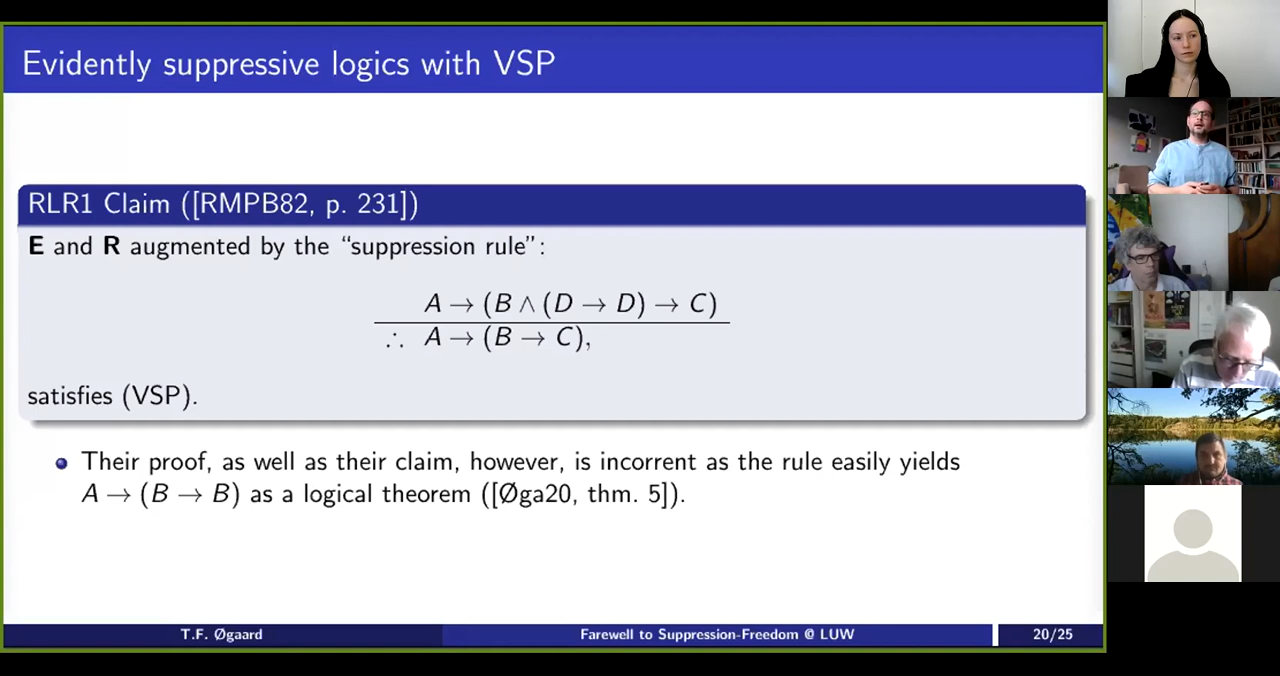 Evidently suppressive logics with VSP
RLR1 Claim ([RMPB82, p. 231])
E and R augmented by the “suppression rule”:
A → (B ∧ (D → D) → C)
∴ A → (B → C),
satisfies (VSP).
Their proof, as well as their claim, however, is incorrent as the rule easily yields
A → (B → B) as a logical theorem ([Øga20, thm. 5]).
T.F. Øgaard Farewell to Suppression-Freedom @ LUW 20/25